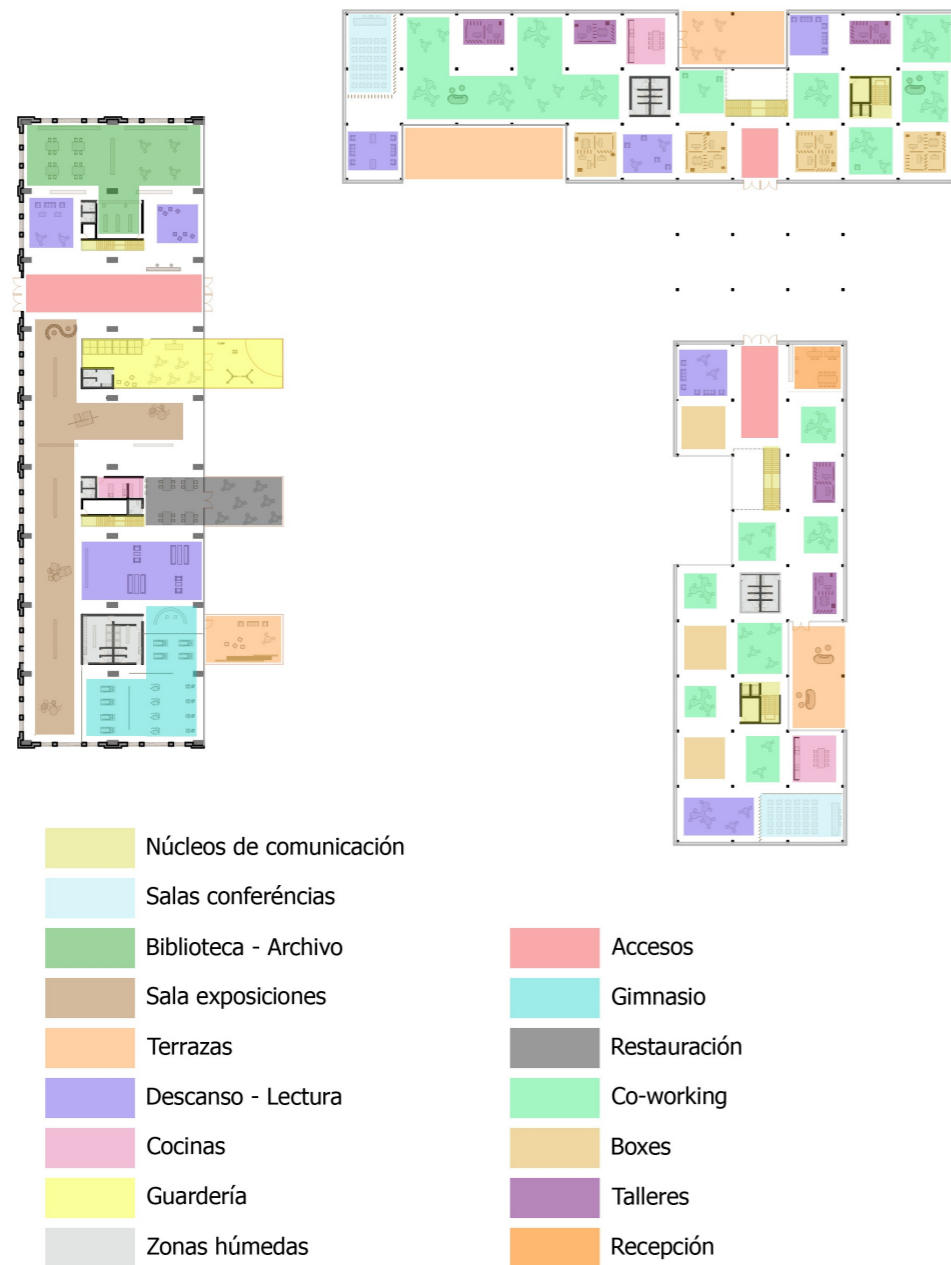 Núcleos de comunicación
Salas conferéncias
Biblioteca - Archivo
Sala exposiciones
Terrazas
Descanso - Lectura
Cocinas
Guardería
Zonas húmedas
Accesos
Gimnasio
Restauración
Co-working
Boxes
Talleres
Recepción